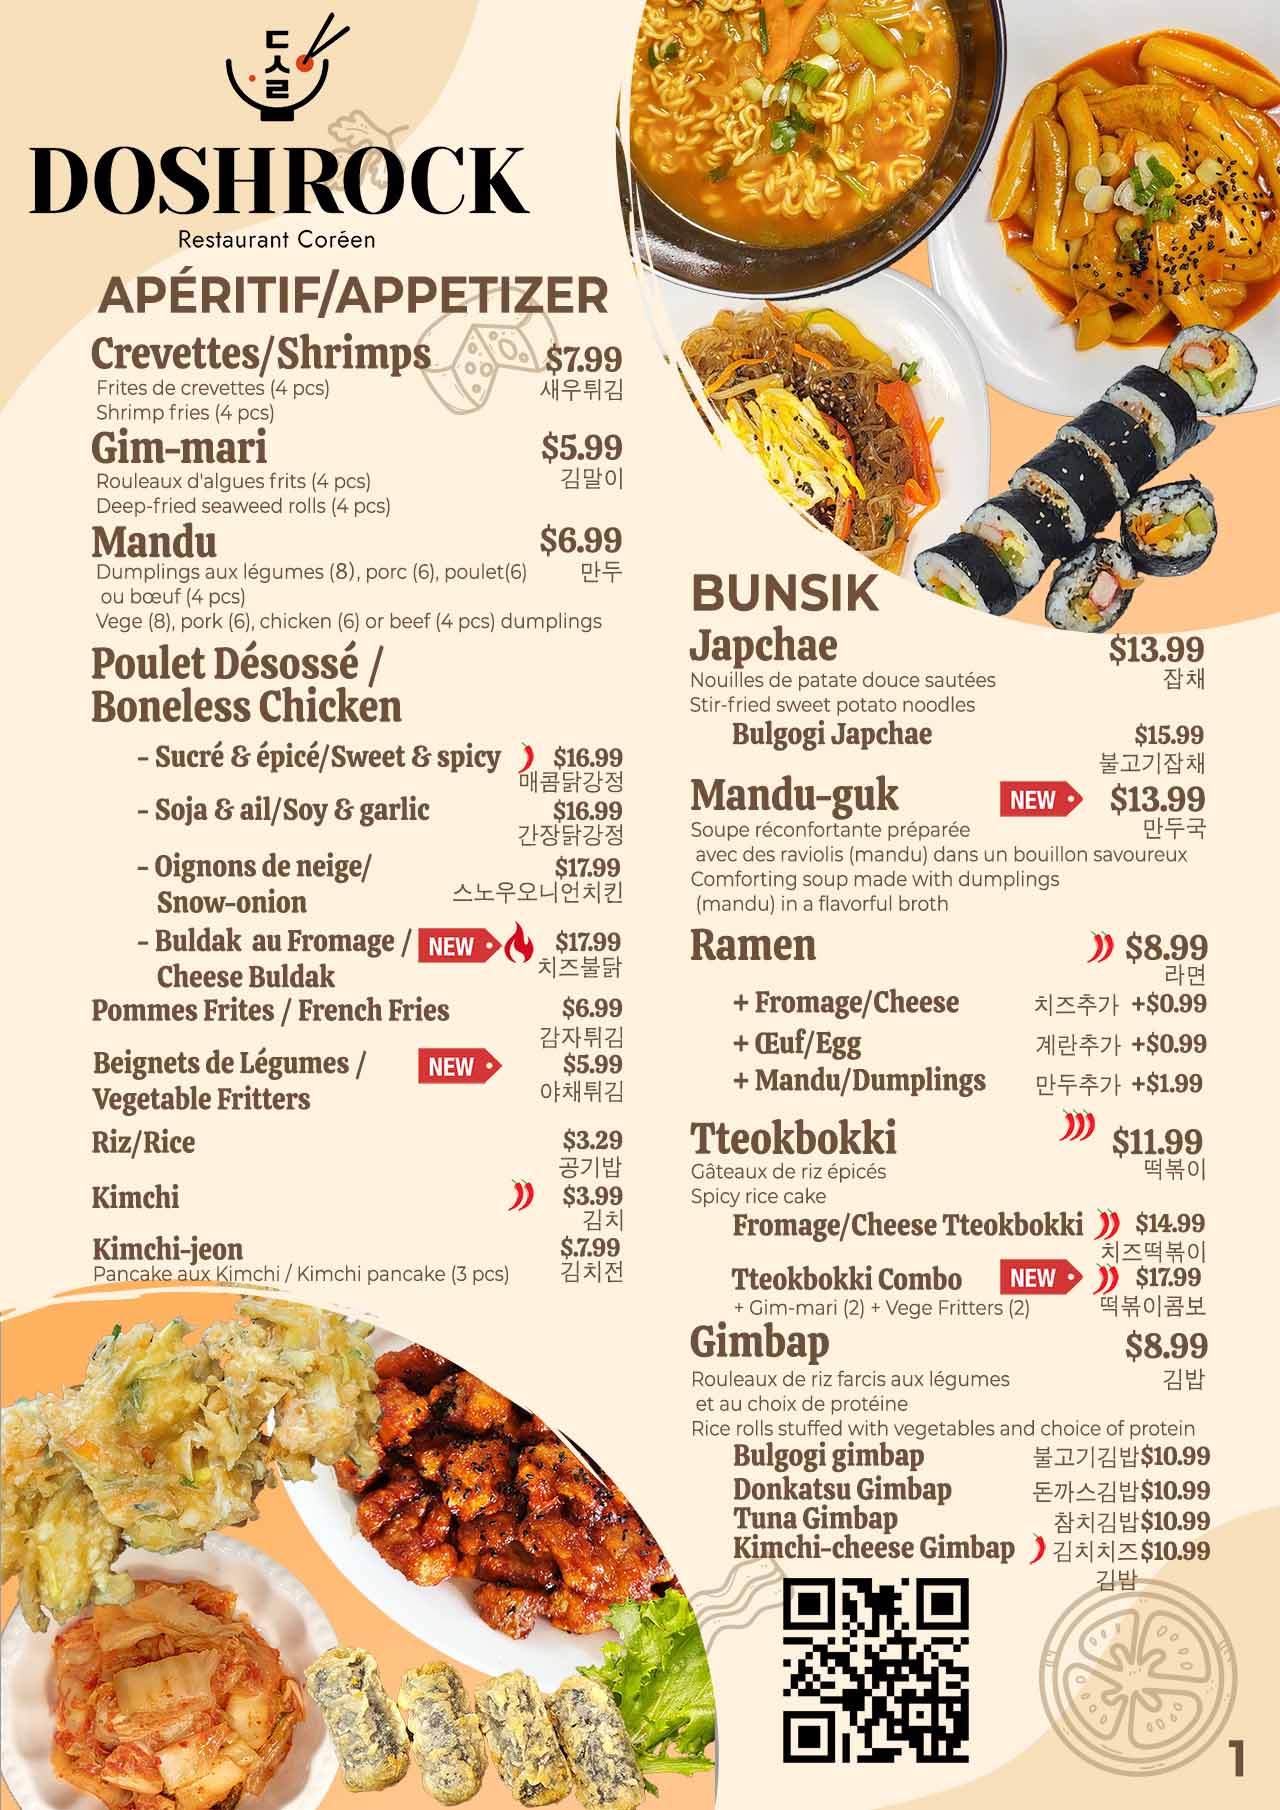 도슬
DOSHROCK
Restaurant Coréen
APÉRITIF/APPETIZER
Crevettes/Shrimps $7.99
Frites de crevettes (4 pcs) 새우튀김
Shrimp fries (4 pcs)
Gim-mari $5.99
Rouleaux d'algues frits (4 pcs) 김말이
Deep-fried seaweed rolls (4 pcs)
Mandu $6.99
Dumplings aux légumes (8), porc (6), poulet(6) 만두
ou bœuf (4 pcs)
Vege (8), pork (6), chicken (6) or beef (4 pcs) dumplings
Poulet Désossé /
Boneless Chicken
- Sucré & épicé/Sweet & spicy $16.99
매콤닭강정
- Soja & ail/Soy & garlic $16.99
간장닭강정
- Oignons de neige/ $17.99
Snow-onion 스노우오니언치킨
- Buldak au Fromage / NEW $17.99
Cheese Buldak 치즈불닭
Pommes Frites / French Fries $6.99
감자튀김
Beignets de Légumes / NEW $5.99
Vegetable Fritters 야채튀김
Riz/Rice $3.29
공기밥
Kimchi $3.99
김치
Kimchi-jeon $.7.99
Pancake aux Kimchi / Kimchi pancake (3 pcs) 김치전
BUNSIK
Japchae $13.99
Nouilles de patate douce sautées 잡채
Stir-fried sweet potato noodles
Bulgogi Japchae $15.99
불고기잡채
Mandu-guk NEW $13.99
Soupe réconfortante préparée 만두국
avec des raviolis (mandu) dans un bouillon savoureux
Comforting soup made with dumplings
(mandu) in a flavorful broth
Ramen $8.99
라면
+ Fromage/Cheese 치즈추가 +$0.99
+ Œuf/Egg 계란추가 +$0.99
+ Mandu/Dumplings 만두추가 +$1.99
Tteokbokki $11.99
Gâteaux de riz épicés 떡볶이
Spicy rice cake
Fromage/Cheese Tteokbokki $14.99
치즈떡볶이
Tteokbokki Combo NEW $17.99
+ Gim-mari (2) + Vege Fritters (2) 떡볶이콤보
Gimbap $8.99
Rouleaux de riz farcis aux légumes 김밥
et au choix de protéine
Rice rolls stuffed with vegetables and choice of protein
Bulgogi gimbap 불고기김밥 $10.99
Donkatsu Gimbap 돈까스김밥 $10.99
Tuna Gimbap 참치김밥 $10.99
Kimchi-cheese Gimbap 김치치즈 $10.99
김밥
1